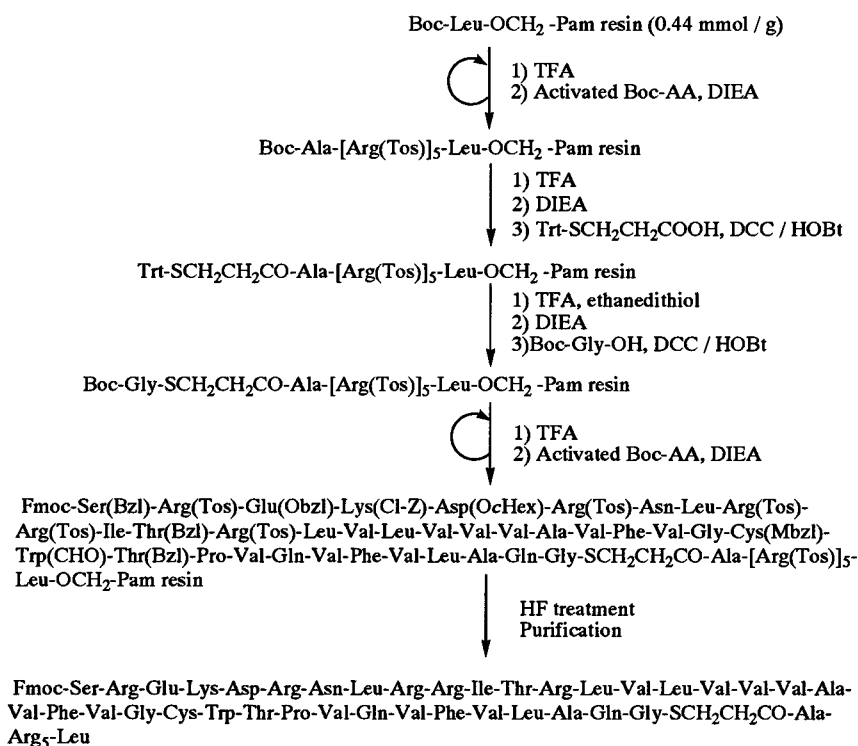 Boc-Leu-OCH2 -Pam resin (0.44 mmol / g)
1) TFA
2) Activated Boc-AA, DIEA
Boc-Ala-[Arg(Tos)]5-Leu-OCH2 -Pam resin
1) TFA
2) DIEA
3) Trt-SCH2CH2COOH, DCC / HOBt
Trt-SCH2CH2CO-Ala-[Arg(Tos)]5-Leu-OCH2 -Pam resin
1) TFA, ethanedithiol
2) DIEA
3)Boc-Gly-OH, DCC / HOBt
Boc-Gly-SCH2CH2CO-Ala-[Arg(Tos)]5-Leu-OCH2 -Pam resin
1) TFA
2) Activated Boc-AA, DIEA
Fmoc-Ser(Bzl)-Arg(Tos)-Glu(Obzl)-Lys(Cl-Z)-Asp(OcHex)-Arg(Tos)-Asn-Leu-Arg(Tos)-
Arg(Tos)-Ile-Thr(Bzl)-Arg(Tos)-Leu-Val-Leu-Val-Val-Val-Ala-Val-Phe-Val-Gly-Cys(Mbzl)-
Trp(CHO)-Thr(Bzl)-Pro-Val-Gln-Val-Phe-Val-Leu-Ala-Gln-Gly-SCH2CH2CO-Ala-[Arg(Tos)]5-
Leu-OCH2-Pam resin
HF treatment
Purification
Fmoc-Ser-Arg-Glu-Lys-Asp-Arg-Asn-Leu-Arg-Arg-Ile-Thr-Arg-Leu-Val-Leu-Val-Val-Val-Ala-
Val-Phe-Val-Gly-Cys-Trp-Thr-Pro-Val-Gln-Val-Phe-Val-Leu-Ala-Gln-Gly-SCH2CH2CO-Ala-
Arg5-Leu